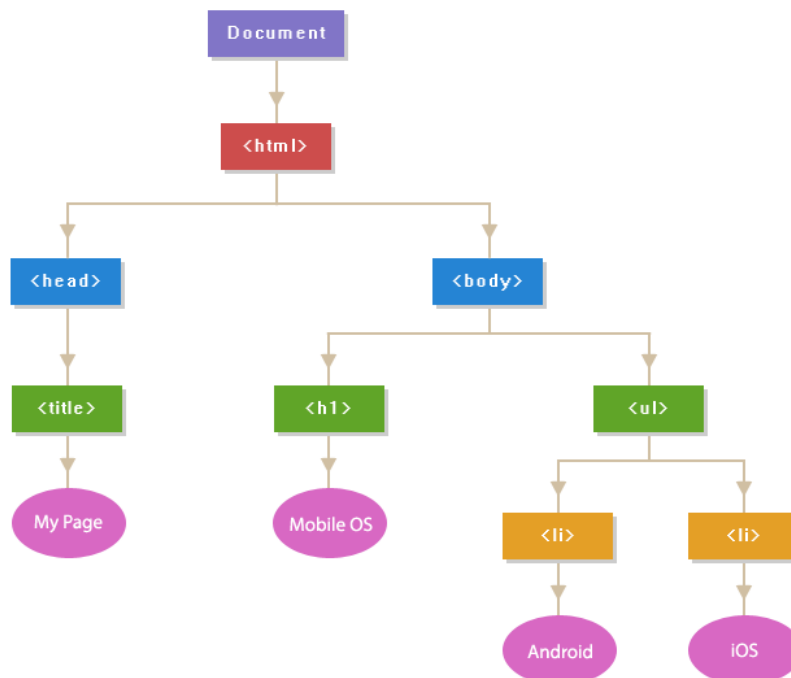 Document
<html>
<head>
<body>
<title>
<h1>
<ul>
My Page
Mobile OS
<li>
<li>
Android
iOS